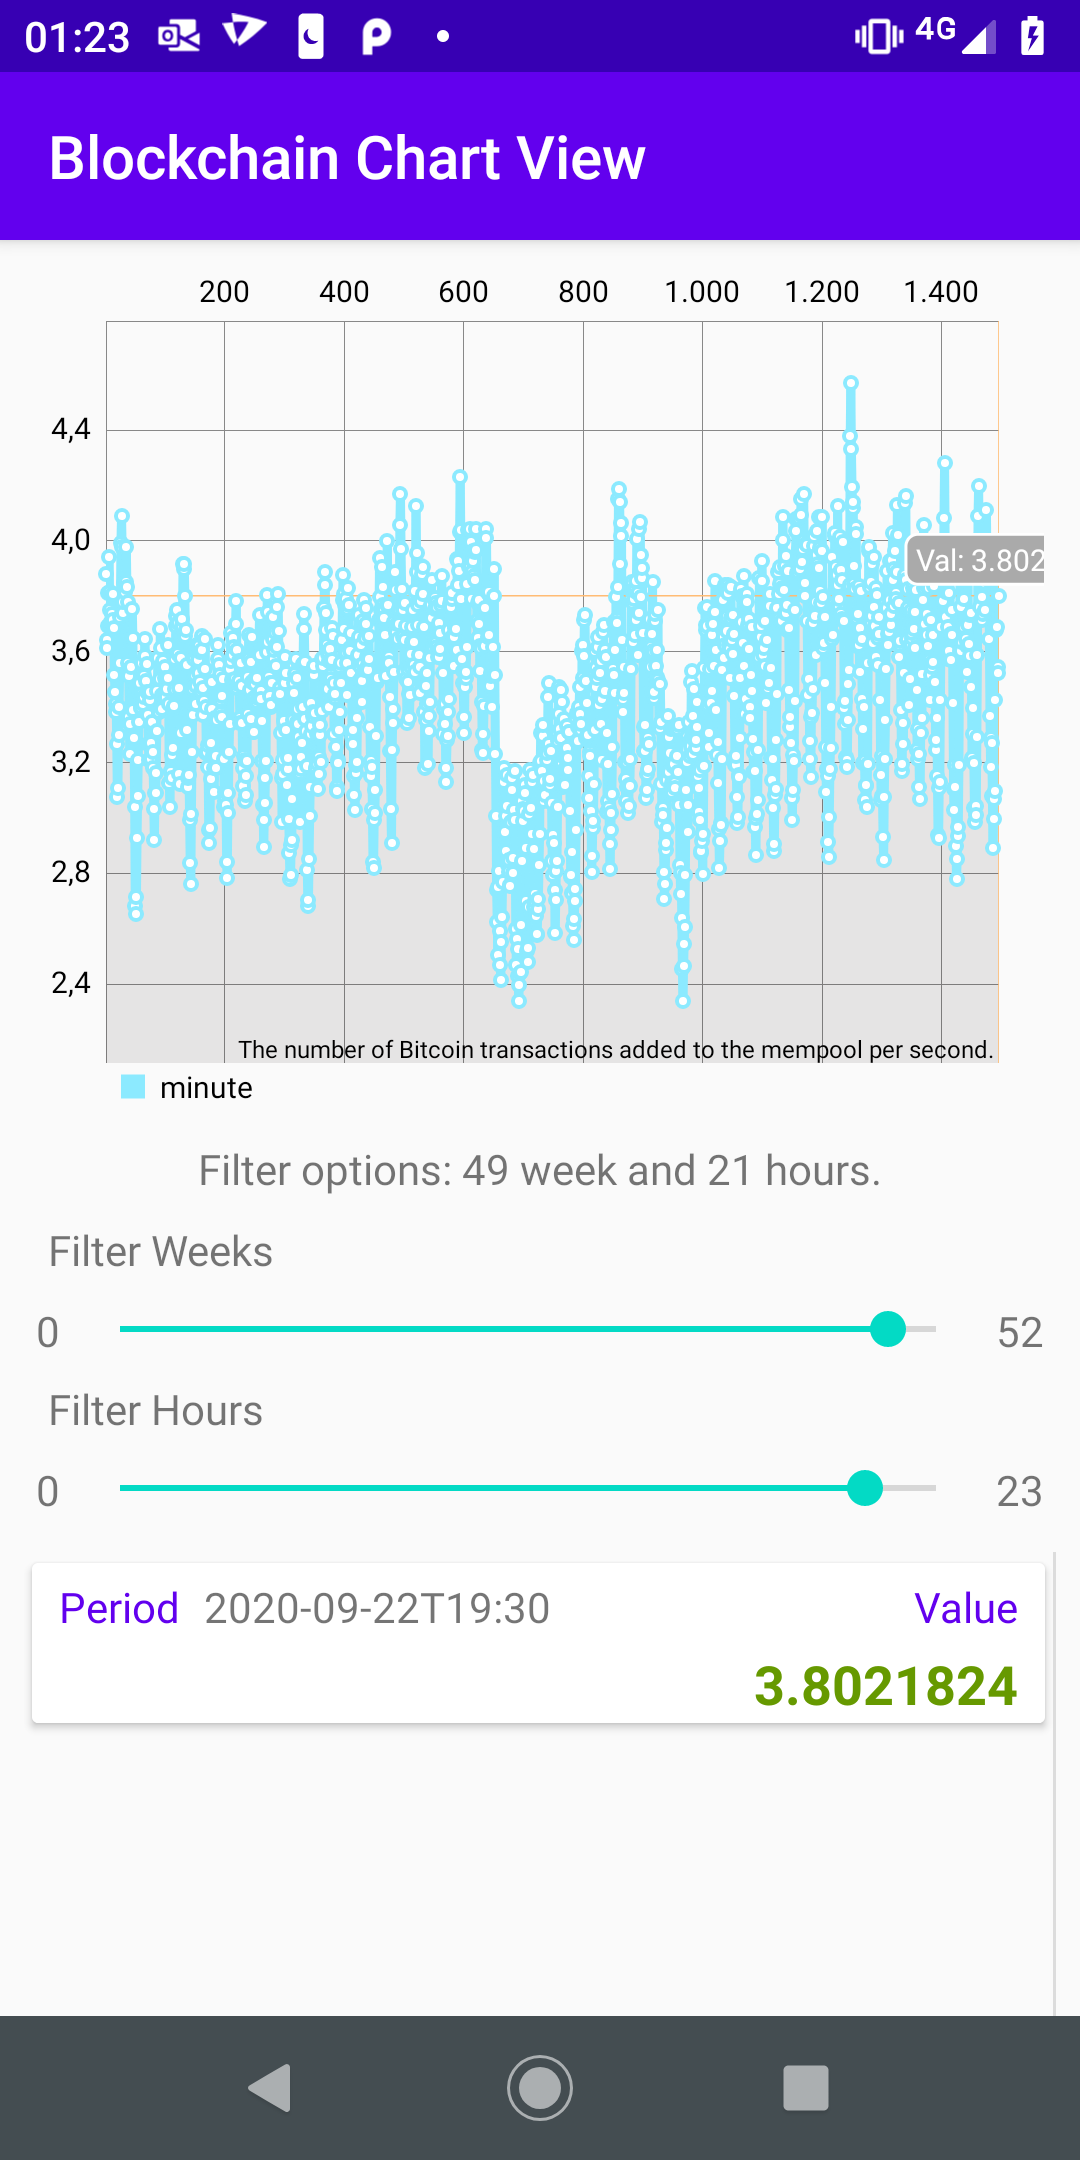 01:23
4G
Blockchain Chart View
200 400 600 800 1.000 1.200 1.400
4,4
4,0
Val: 3.802
3,6
3,2
2,8
2,4
The number of Bitcoin transactions added to the mempool per second.
minute
Filter options: 49 week and 21 hours.
Filter Weeks
0 52
Filter Hours
0 23
Period 2020-09-22T19:30 Value
3.8021824